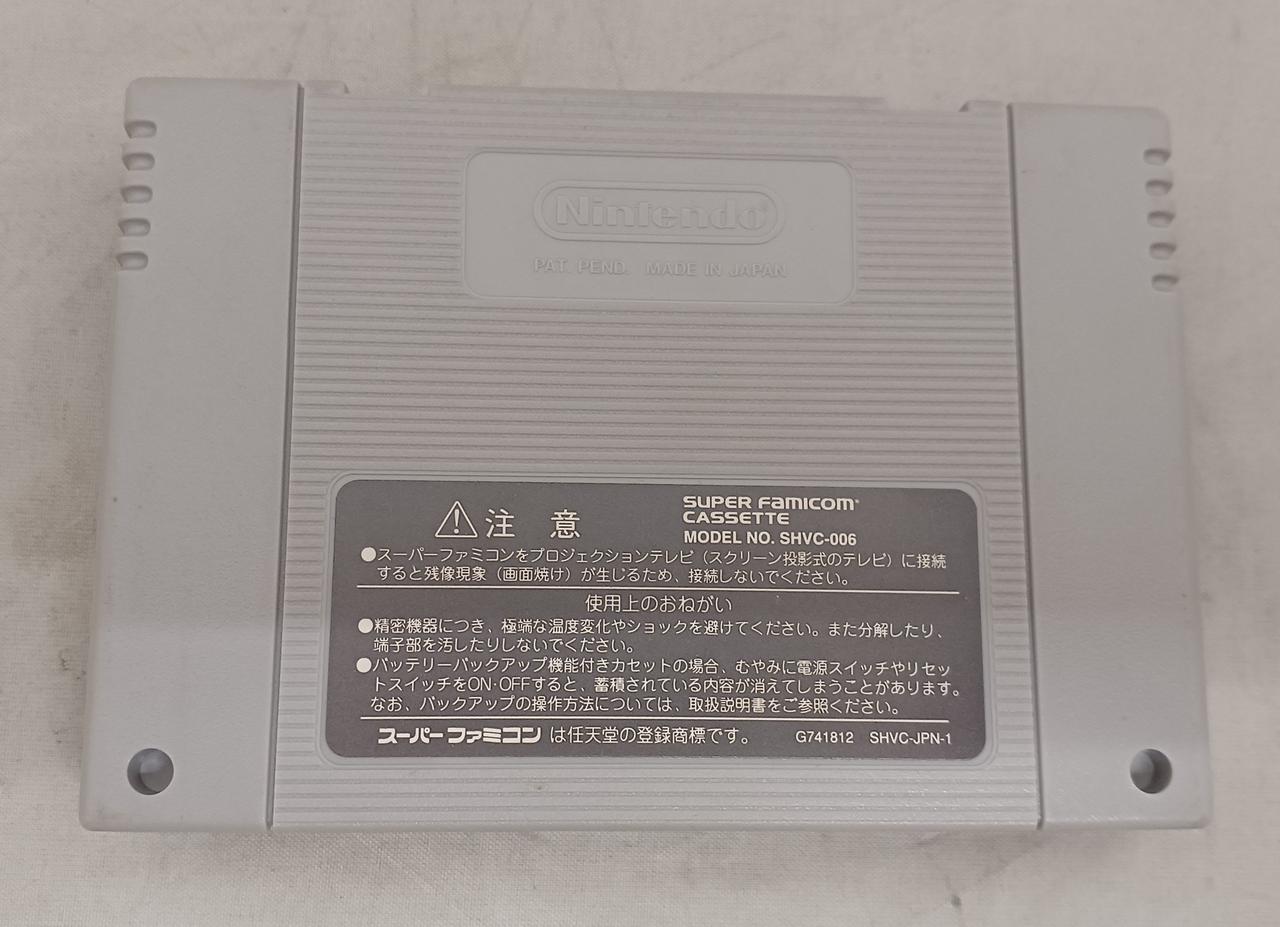 Nintendo®
PAT. PEND. MADE IN JAPAN
⚠注 意
SUPER FAMICOM®
CASSETTE
MODEL NO. SHVC-006
●スーパーファミコンをプロジェクションテレビ（スクリーン投影式のテレビ）に接続
すると残像現象（画面焼け）が生じるため、接続しないでください。
使用上のおねがい
●精密機器につき、極端な温度変化やショックを避けてください。また分解したり、
端子部を汚したりしないでください。
●バッテリーバックアップ機能付きカセットの場合、むやみに電源スイッチやリセッ
トスイッチをON·OFFすると、蓄積されている内容が消えてしまうことがあります。
なお、バックアップの操作方法については、取扱説明書をご参照ください。
スーパーファミコン は任天堂の登録商標です。 G741812 SHVC-JPN-1